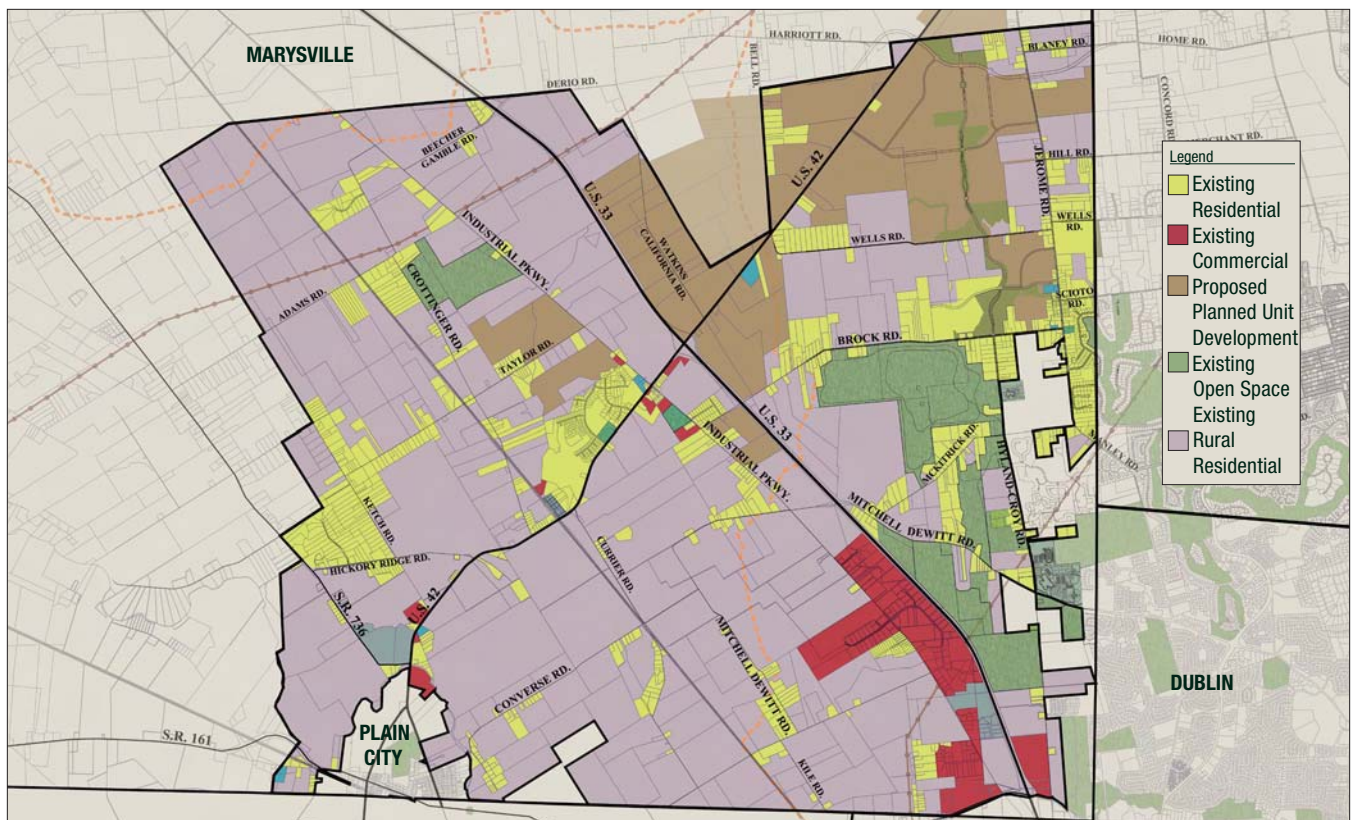 MARYSVILLE
HARRIOTT RD.
BLANEY RD.
HOME RD.
BELL RD.
DERIO RD.
CONCORD RD.
BEECHER
GAMBLE RD.
U.S. 42
JEROME RD.
HILL RD.
U.S. 33
INDUSTRIAL PKWY.
WATKINS
CALIFORNIA RD.
WELLS RD.
WELLS
RD.
ADAMS RD.
CROTTINGER RD.
SCIOTO
RD.
TAYLOR RD.
BROCK RD.
U.S. 33
INDUSTRIAL PKWY.
MCKITRICK RD.
HYLAND-CROY RD.
MANLEY RD.
KETCH RD.
MITCHELL DEWITT RD.
HICKORY RIDGE RD.
CURRIER RD.
S.R. 736
U.S. 42
MITCHELL DEWITT RD.
CONVERSE RD.
DUBLIN
PLAIN
CITY
S.R. 161
KILE RD.
Legend
Existing
Residential
Existing
Commercial
Proposed
Planned Unit
Development
Existing
Open Space
Existing
Rural
Residential